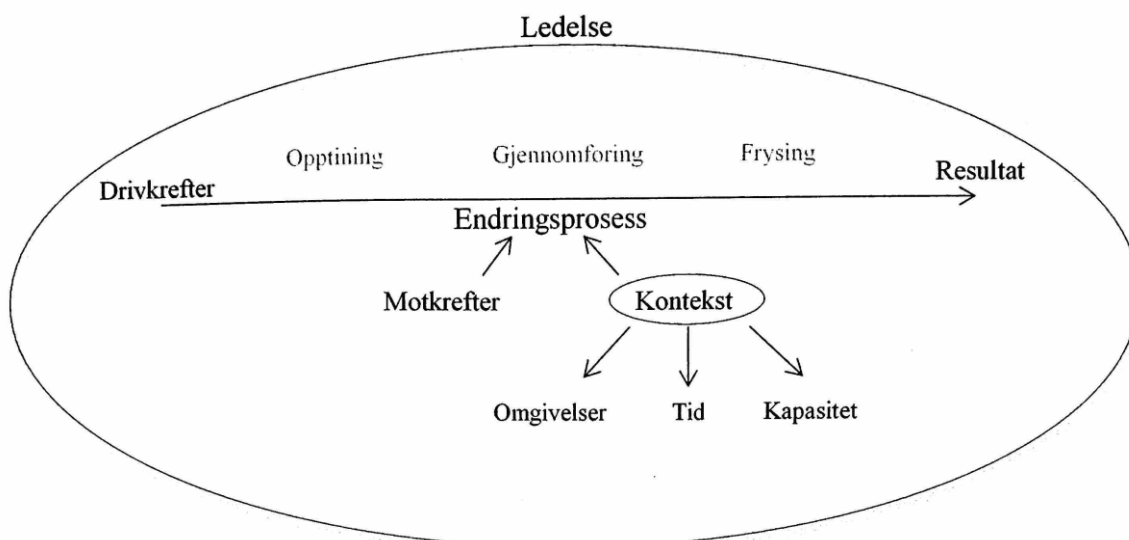 Ledelse
Opptining Gjennomforing Frysing
Drivkrefter Resultat
Endringsprosess
Motkrefter Kontekst
Omgivelser Tid Kapasitet